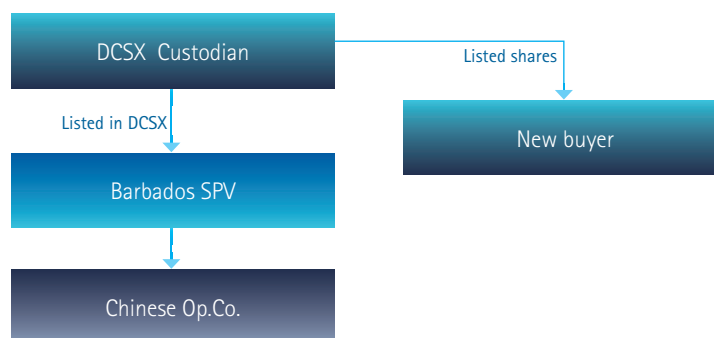 DCSX Custodian
Listed shares
Listed in DCSX
New buyer
Barbados SPV
Chinese Op.Co.